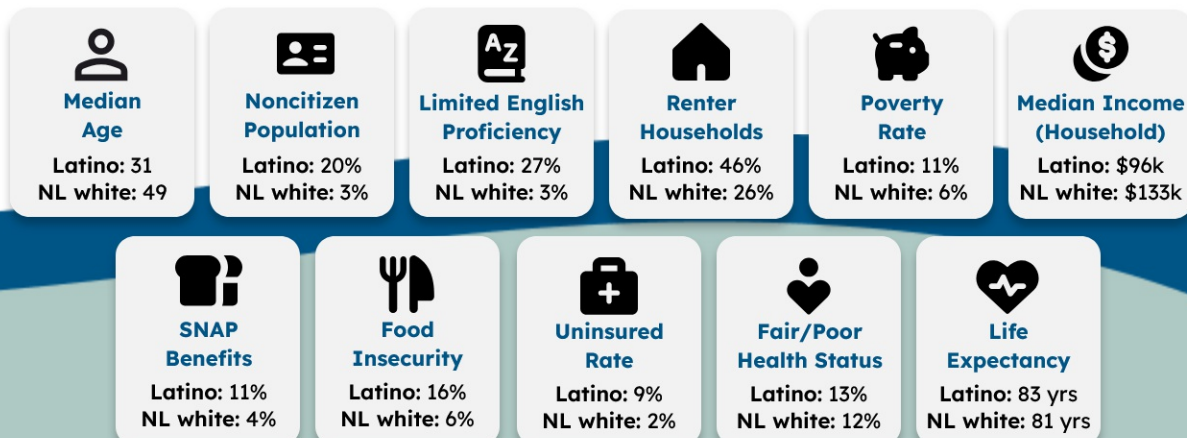 Median
Age
Latino: 31
NL white: 49
Noncitizen
Population
Latino: 20%
NL white: 3%
AZ
Limited English
Proficiency
Latino: 27%
NL white: 3%
Renter
Households
Latino: 46%
NL white: 26%
Poverty
Rate
Latino: 11%
NL white: 6%
$
Median Income
(Household)
Latino: $96k
NL white: $133k
SNAP
Benefits
Latino: 11%
NL white: 4%
Food
Insecurity
Latino: 16%
NL white: 6%
Uninsured
Rate
Latino: 9%
NL white: 2%
Fair/Poor
Health Status
Latino: 13%
NL white: 12%
Life
Expectancy
Latino: 83 yrs
NL white: 81 yrs